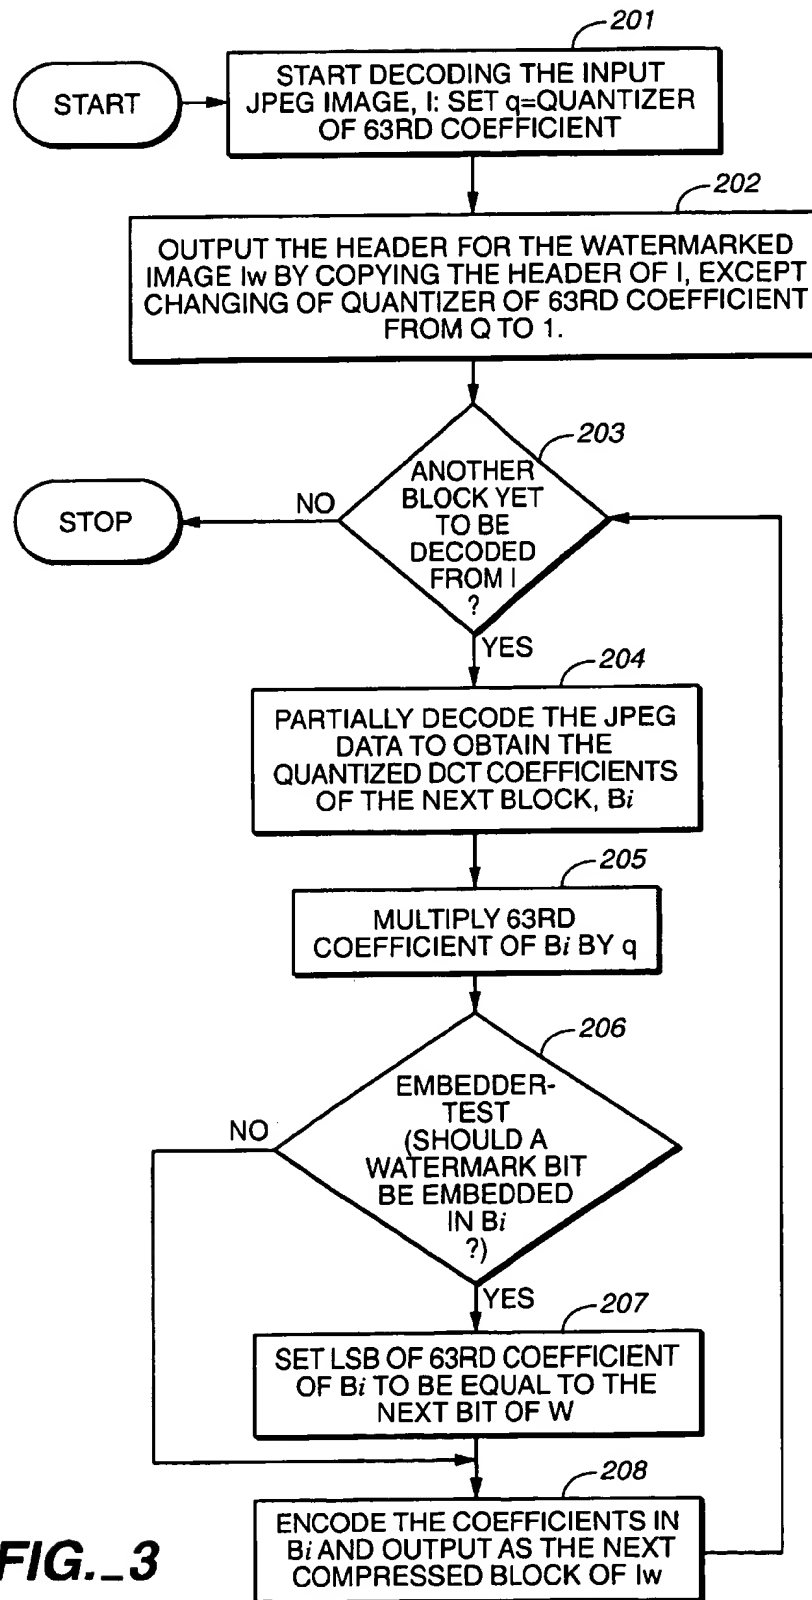 201
START
START DECODING THE INPUT
JPEG IMAGE, I: SET q=QUANTIZER
OF 63RD COEFFICIENT
202
OUTPUT THE HEADER FOR THE WATERMARKED
IMAGE Iw BY COPYING THE HEADER OF I, EXCEPT
CHANGING OF QUANTIZER OF 63RD COEFFICIENT
FROM Q TO 1.
203
ANOTHER
BLOCK YET
TO BE
DECODED
FROM I
?
NO
STOP
YES
204
PARTIALLY DECODE THE JPEG
DATA TO OBTAIN THE
QUANTIZED DCT COEFFICIENTS
OF THE NEXT BLOCK, Bi
205
MULTIPLY 63RD
COEFFICIENT OF Bi BY q
206
EMBEDDER-
TEST
(SHOULD A
WATERMARK BIT
BE EMBEDDED
IN Bi
?)
NO
YES
207
SET LSB OF 63RD COEFFICIENT
OF Bi TO BE EQUAL TO THE
NEXT BIT OF W
208
ENCODE THE COEFFICIENTS IN
Bi AND OUTPUT AS THE NEXT
COMPRESSED BLOCK OF Iw
FIG._3